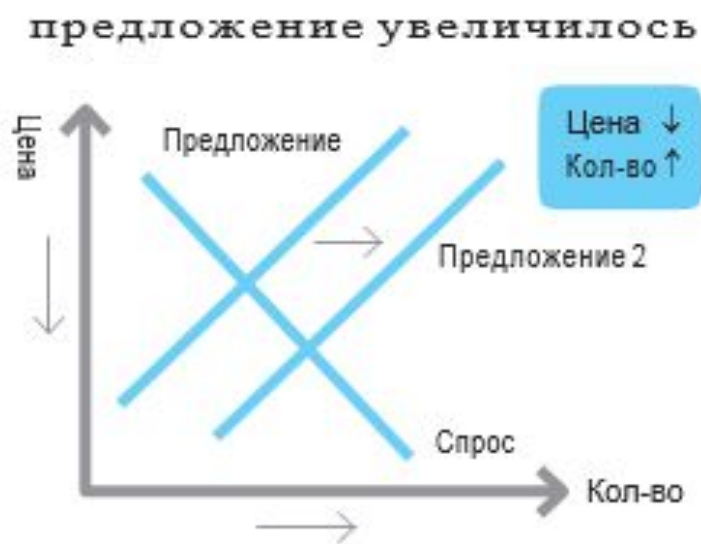 предложение увеличилось
Цена
Предложение
Цена ↓
Кол-во ↑
Предложение 2
Спрос
Кол-во